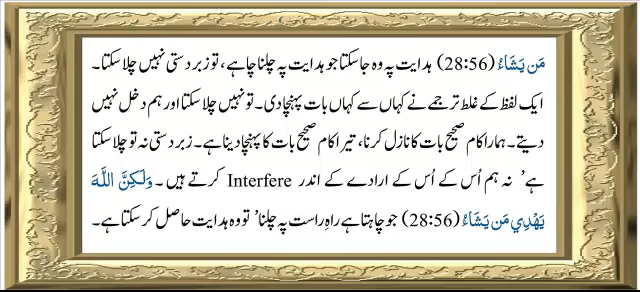 مَن يَشَاءُ (28:56) ہدایت پہ وہ جا سکتا جو ہدایت پہ چلنا چاہے، تو زبردستی نہیں چلا سکتا۔
ایک لفظ کے غلط ترجمے نے کہاں سے کہاں بات پہنچا دی۔ تو نہیں چلا سکتا اور ہم دخل نہیں
دیتے۔ ہمارا کام صحیح بات کا نازل کرنا، تیرا کام صحیح بات کا پہنچا دینا ہے۔ زبردستی نہ تو چلا سکتا
ہے، نہ ہم اُس کے اُس کے ارادے کے اندر Interfere کرتے ہیں۔ وَلَٰكِنَّ اللَّهَ
يَهْدِي مَن يَشَاءُ (28:56) جو چاہتا ہے راہِ راست پہ چلنا، تو وہ ہدایت حاصل کر سکتا ہے۔